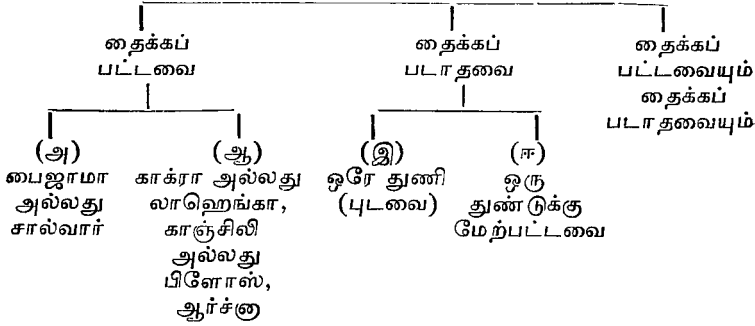 தைக்கப்
பட்டவை
தைக்கப்
படாதவை
தைக்கப்
பட்டவையும்
தைக்கப்
படாதவையும்
(அ)
பைஜாமா
அல்லது
சால்வார்
(ஆ)
காக்ரா அல்லது
லாஹெங்கா,
காஞ்சிலி
அல்லது
பிளோஸ்,
ஆர்ச்னு
(இ)
ஒரே துணி
(புடவை)
(ஈ)
ஒரு
துண்டுக்கு
மேற்பட்டவை